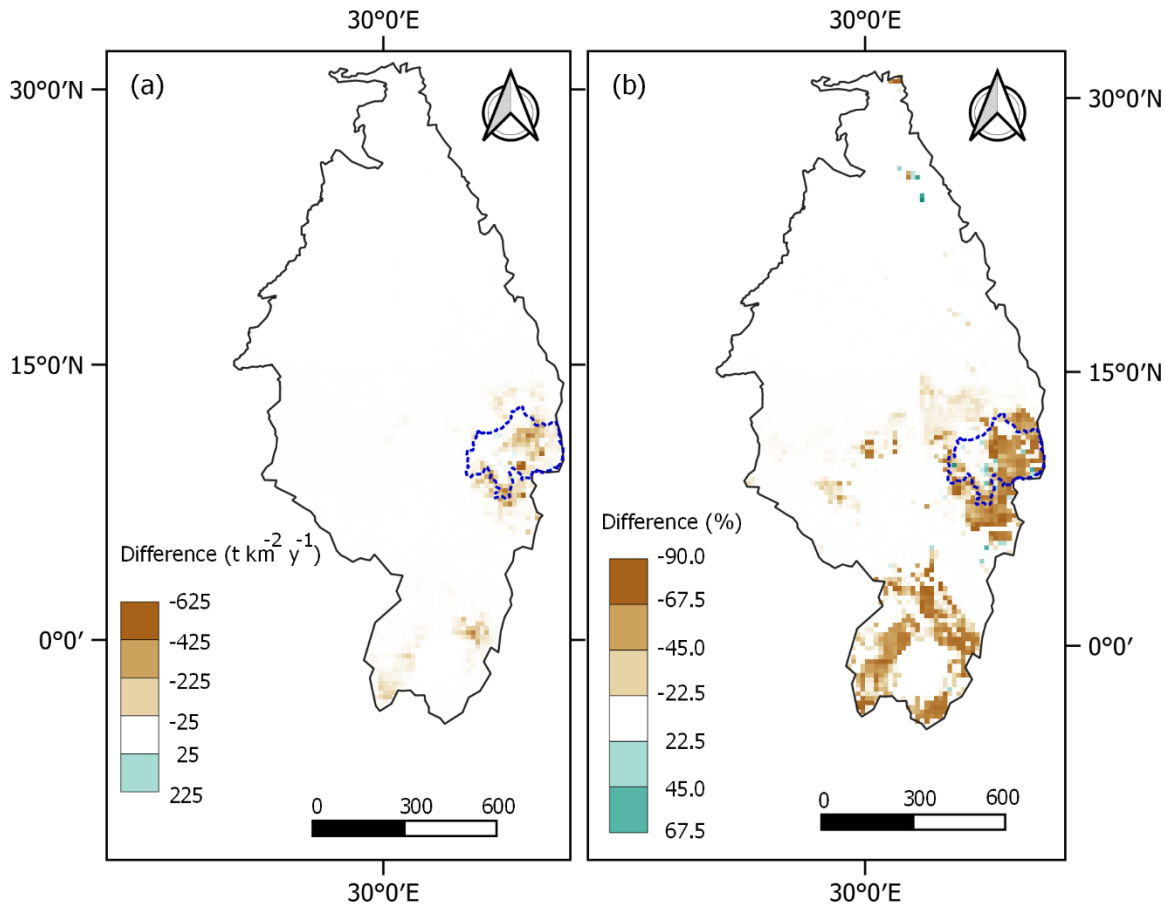 30°0'E 30°0'E
(a) (b)
30°0'N 30°0'N
15°0'N 15°0'N
0°0' 0°0'
Difference (t km⁻² y⁻¹)
-625
-425
-225
-25
25
225
0 300 600
Difference (%)
-90.0
-67.5
-45.0
-22.5
22.5
45.0
67.5
0 300 600
30°0'E 30°0'E